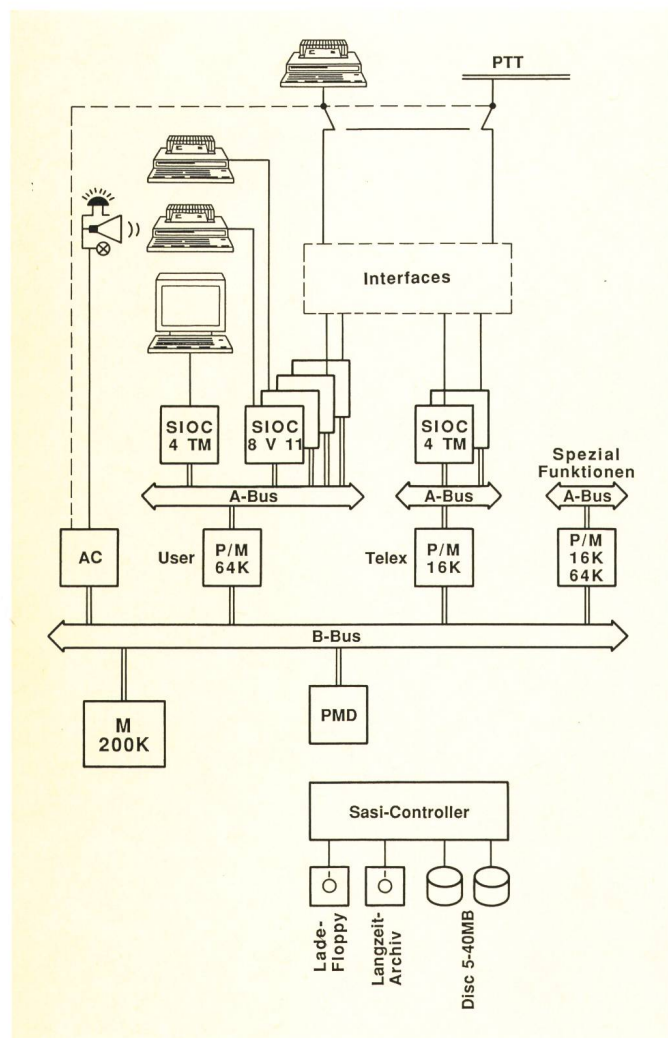 PTT
Interfaces
SIOC
4 TM
SIOC
8 V 11
SIOC
4 TM
Spezial
Funktionen
A-Bus
A-Bus
A-Bus
AC
User
P/M
64K
Telex
P/M
16K
P/M
16K
64K
B-Bus
M
200K
PMD
Sasi-Controller
Lade-
Floppy
Langzeit-
Archiv
Disc 5-40MB